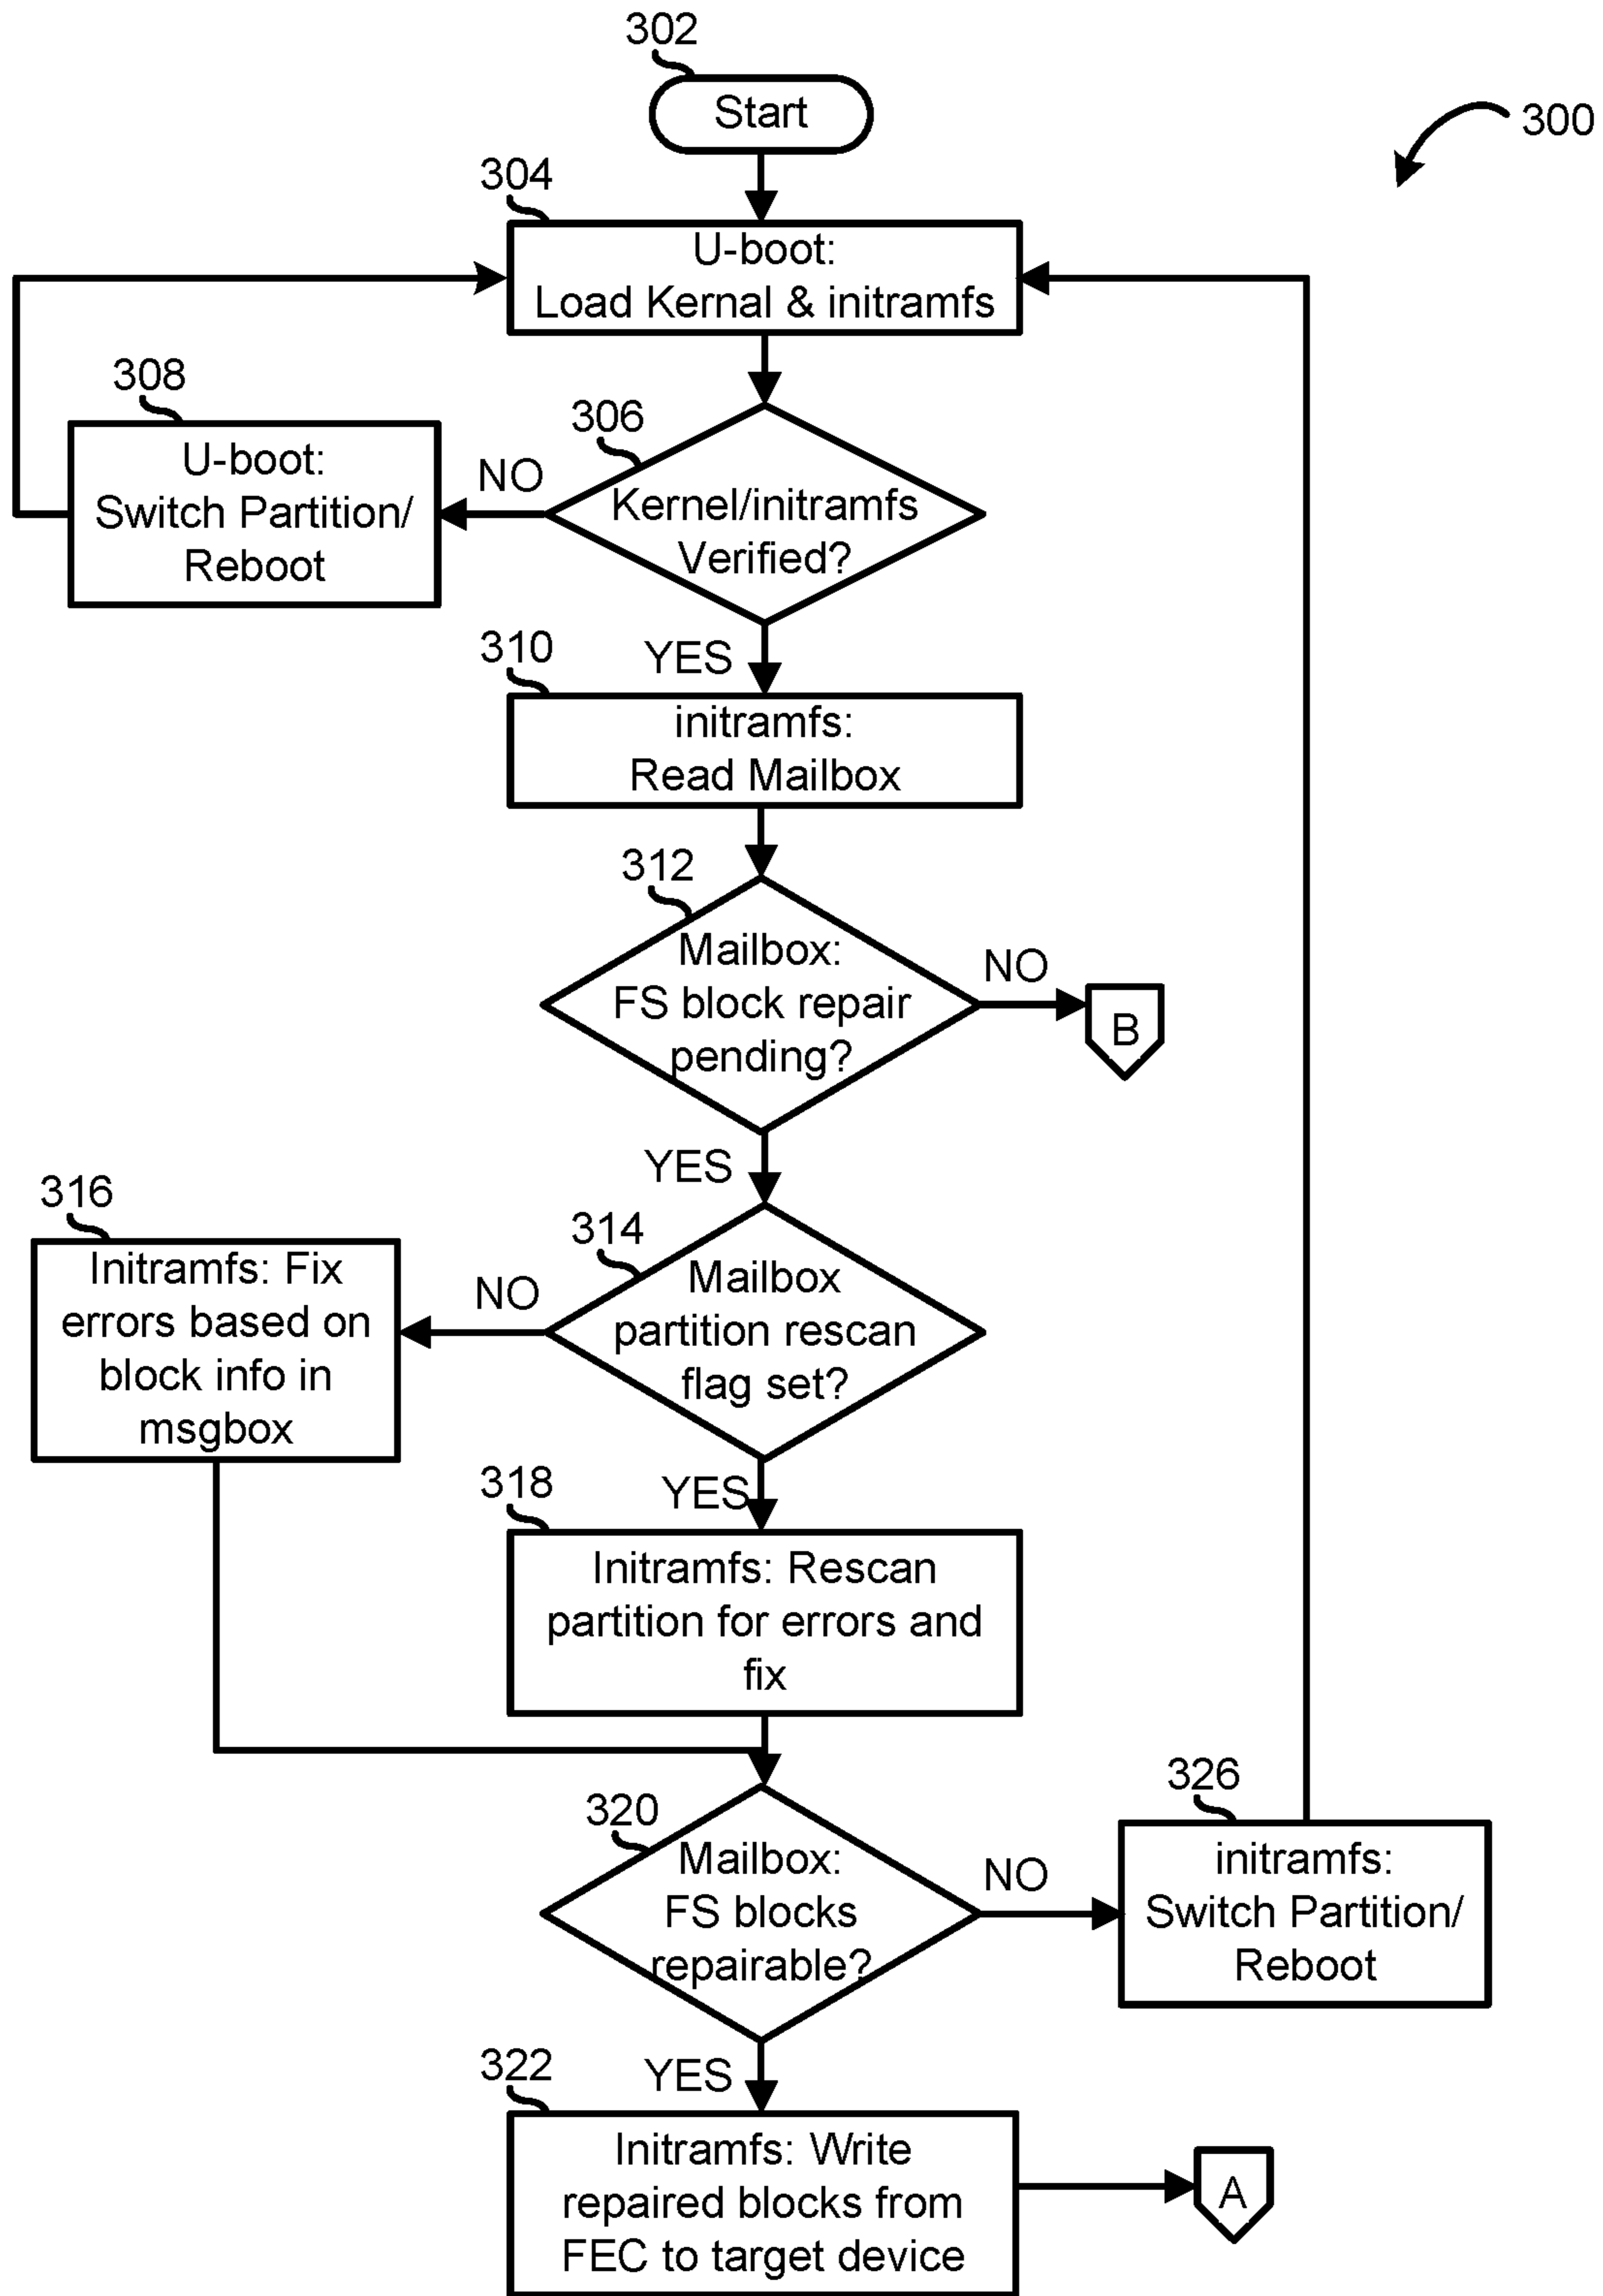 302
Start
300
304
U-boot:
Load Kernal & initramfs
308
306
U-boot:
Switch Partition/
Reboot
NO
Kernel/initramfs
Verified?
YES
310
initramfs:
Read Mailbox
312
Mailbox:
FS block repair
pending?
NO
B
YES
316
314
Initramfs: Fix
errors based on
block info in
msgbox
NO
Mailbox
partition rescan
flag set?
YES
318
Initramfs: Rescan
partition for errors and
fix
320
326
Mailbox:
FS blocks
repairable?
NO
initramfs:
Switch Partition/
Reboot
YES
322
Initramfs: Write
repaired blocks from
FEC to target device
A